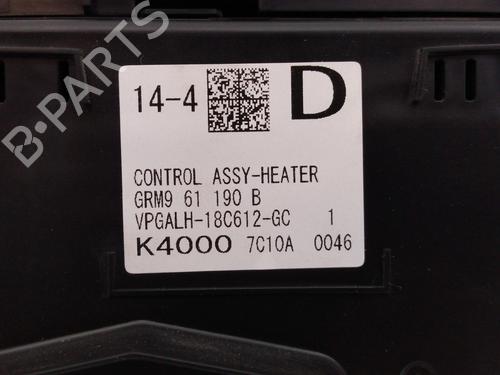 B-PARTS
14-4
D
CONTROL ASSY-HEATER
GRM9 61 190 B
VPGALH-18C612-GC 1
K4000 7C10A 0046